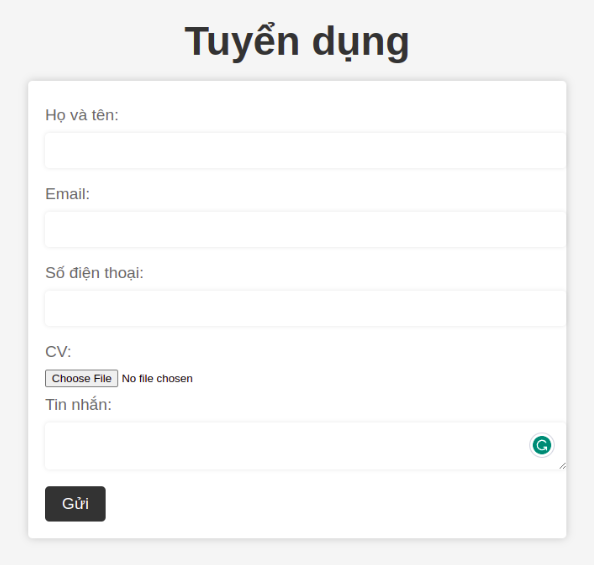 Tuyển dụng
Họ và tên:
Email:
Số điện thoại:
CV:
Choose File No file chosen
Tin nhắn:
Gửi